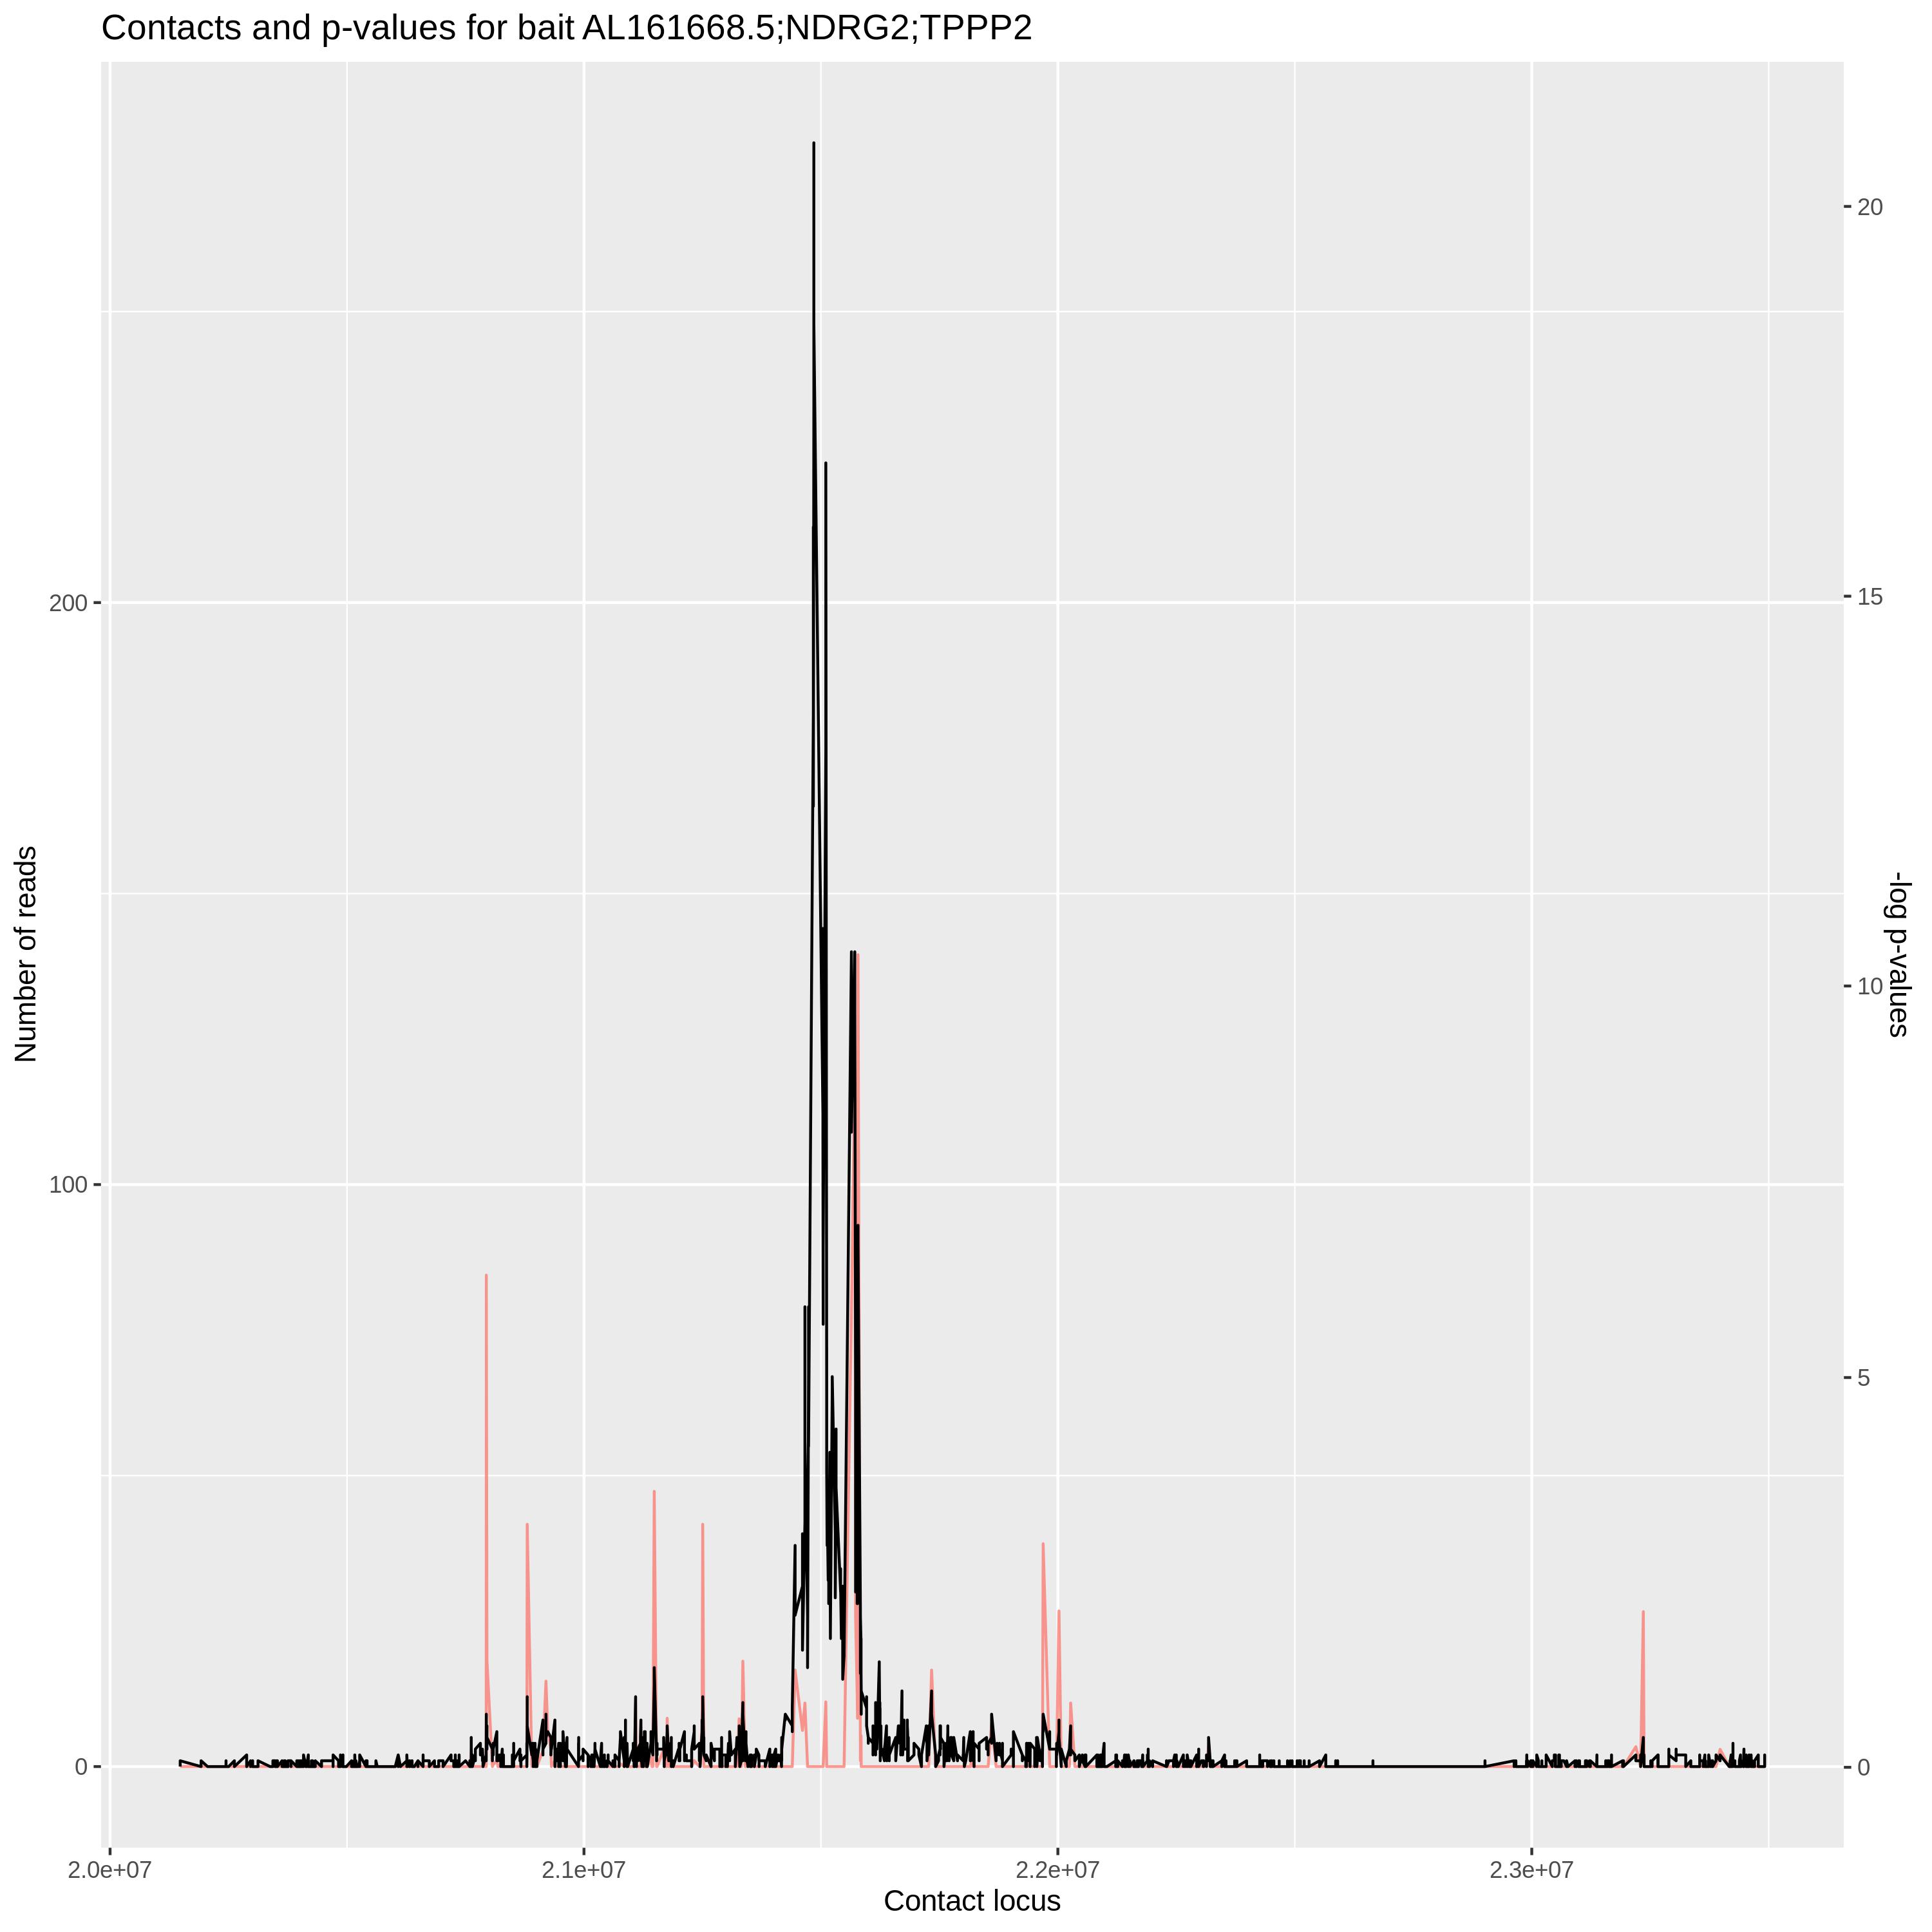 Contacts and p-values for bait AL161668.5;NDRG2;TPPP2
Number of reads
200
100
0
20
15
10
5
0
-log p-values
2.0e+07
2.1e+07
2.2e+07
2.3e+07
Contact locus